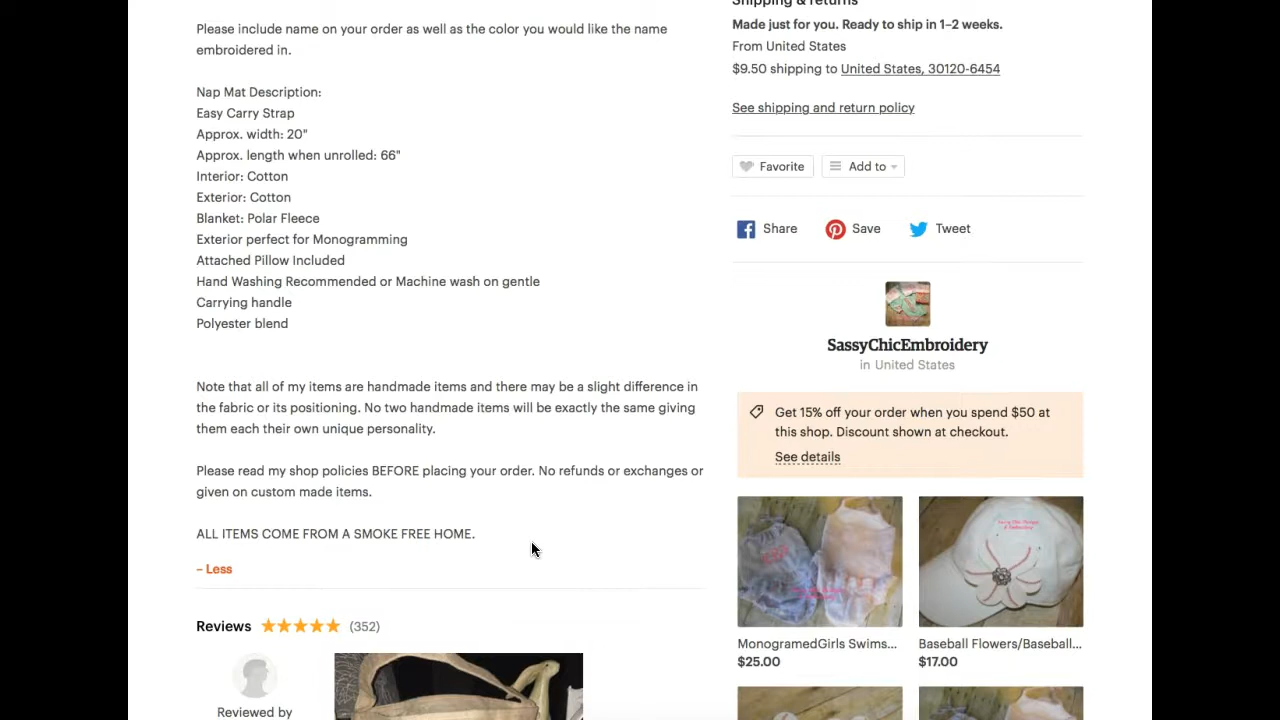 Please include name on your order as well as the color you would like the name
embroidered in.
Nap Mat Description:
Easy Carry Strap
Approx. width: 20"
Approx. length when unrolled: 66"
Interior: Cotton
Exterior: Cotton
Blanket: Polar Fleece
Exterior perfect for Monogramming
Attached Pillow Included
Hand Washing Recommended or Machine wash on gentle
Carrying handle
Polyester blend
Note that all of my items are handmade items and there may be a slight difference in
the fabric or its positioning. No two handmade items will be exactly the same giving
them each their own unique personality.
Please read my shop policies BEFORE placing your order. No refunds or exchanges or
given on custom made items.
ALL ITEMS COME FROM A SMOKE FREE HOME.
– Less
Reviews (352)
Reviewed by
Shipping & returns
Made just for you. Ready to ship in 1–2 weeks.
From United States
$9.50 shipping to United States, 30120-6454
See shipping and return policy
Favorite Add to
Share Save Tweet
SassyChicEmbroidery
in United States
Get 15% off your order when you spend $50 at
this shop. Discount shown at checkout.
See details
MonogramedGirls Swims...
$25.00
Baseball Flowers/Baseball...
$17.00